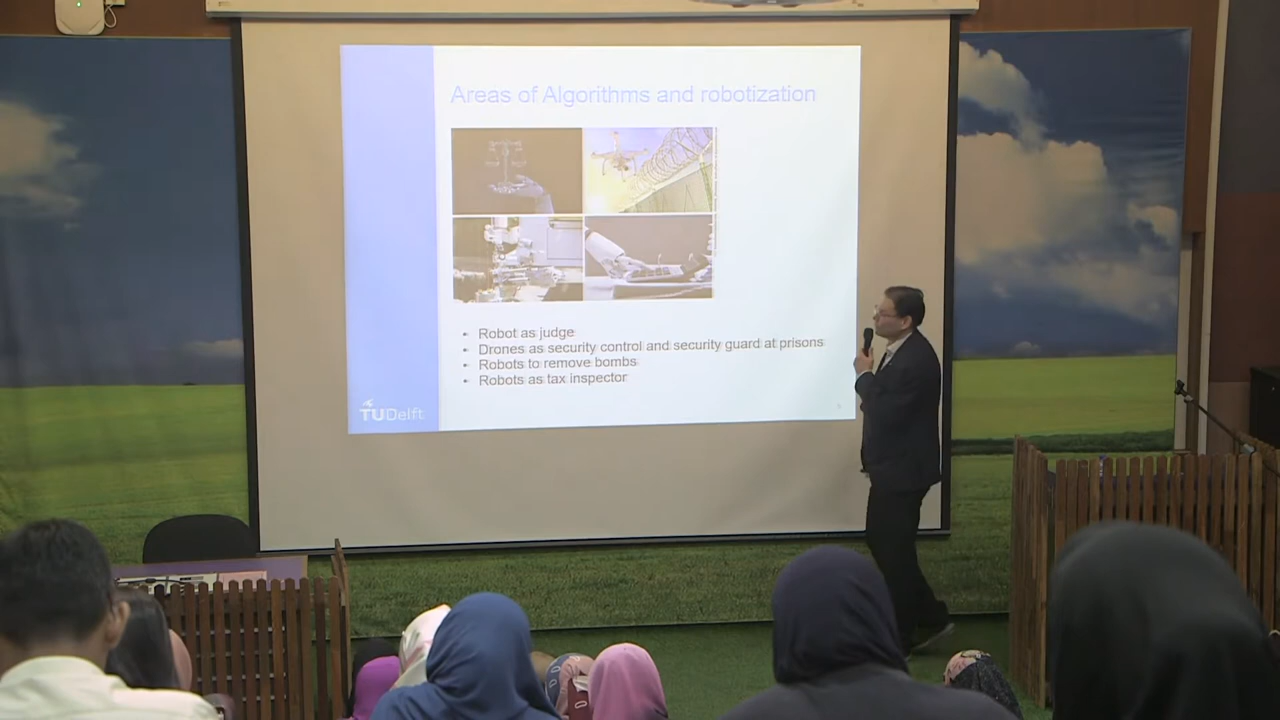 Areas of Algorithms and robotization
• Robot as judge
• Drones as security control and security guard at prisons
• Robots to remove bombs
• Robots as tax inspector
TUDelft